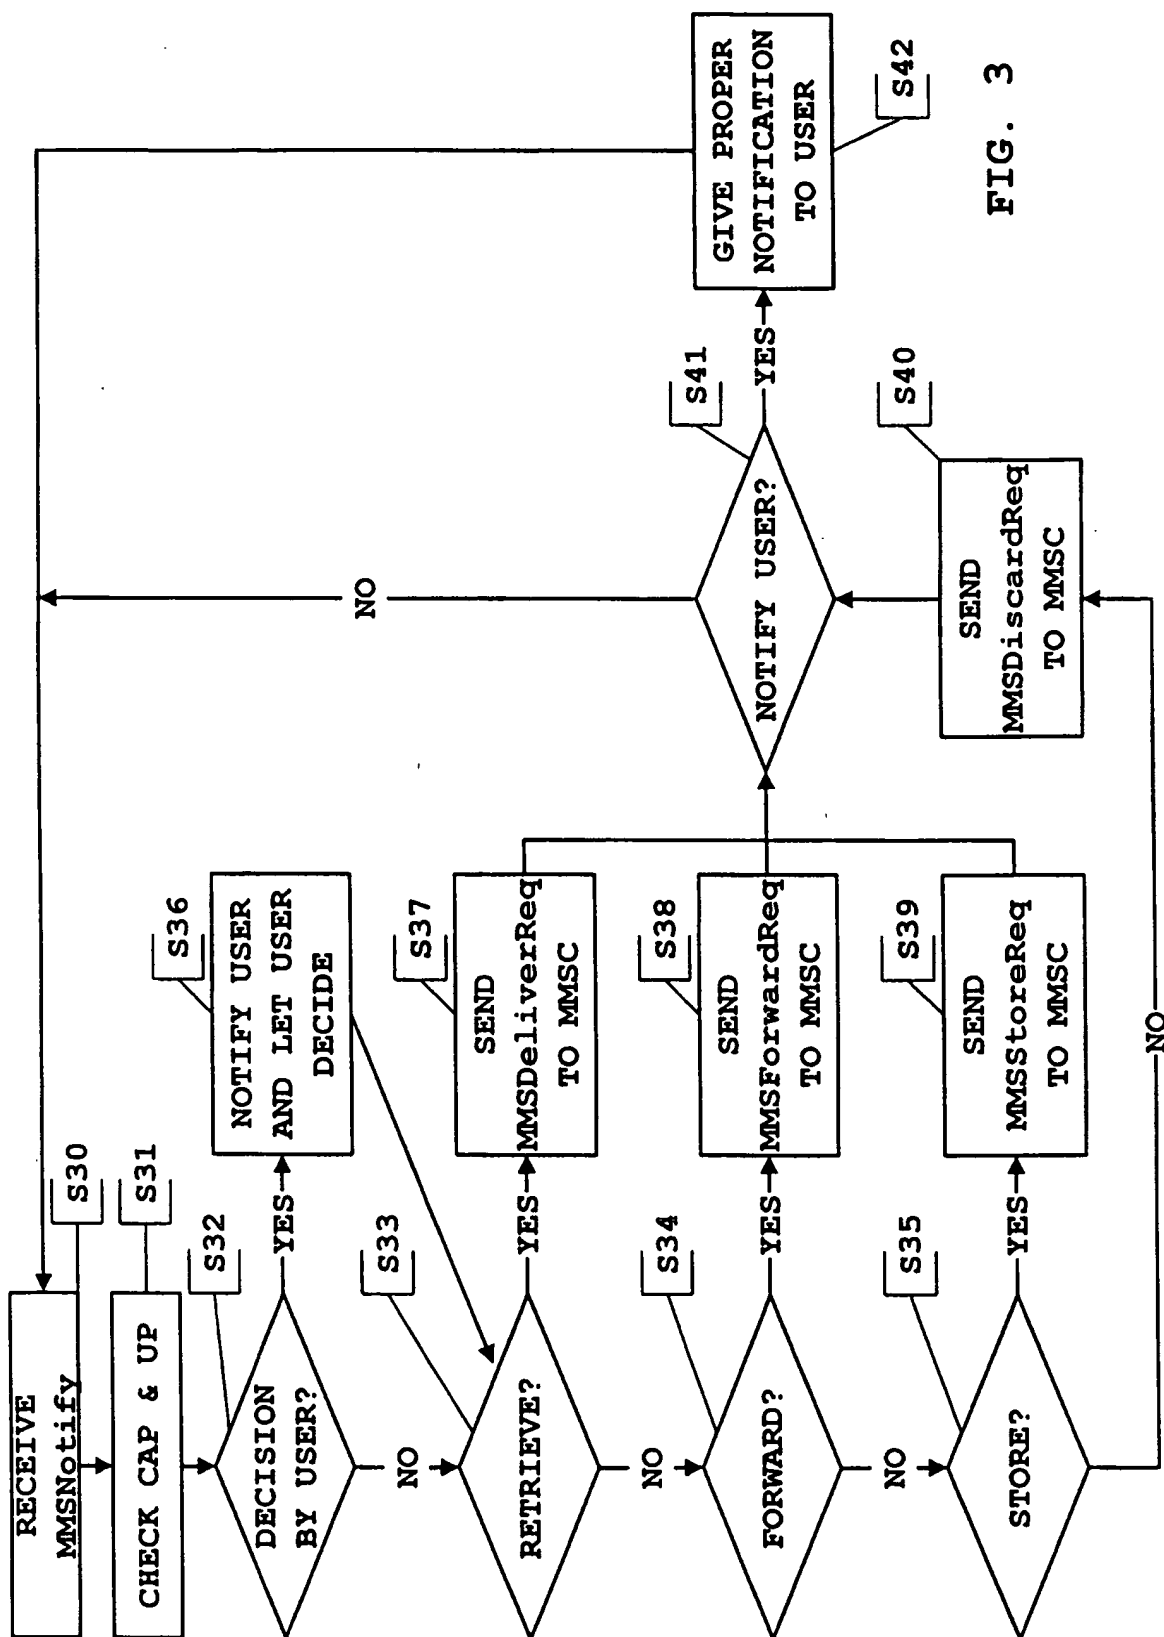 RECEIVE
MMSNotify
S30
CHECK CAP & UP
S31
DECISION
BY USER?
S32
YES
NO
NOTIFY USER
AND LET USER
DECIDE
S36
RETRIEVE?
S33
YES
NO
SEND
MMSDeliverReq
TO MMSC
S37
FORWARD?
S34
YES
NO
SEND
MMSForwardReq
TO MMSC
S38
STORE?
S35
YES
NO
SEND
MMSStoreReq
TO MMSC
S39
SEND
MMSDiscardReq
TO MMSC
S40
NOTIFY USER?
S41
NO
YES
GIVE PROPER
NOTIFICATION
TO USER
S42
FIG. 3